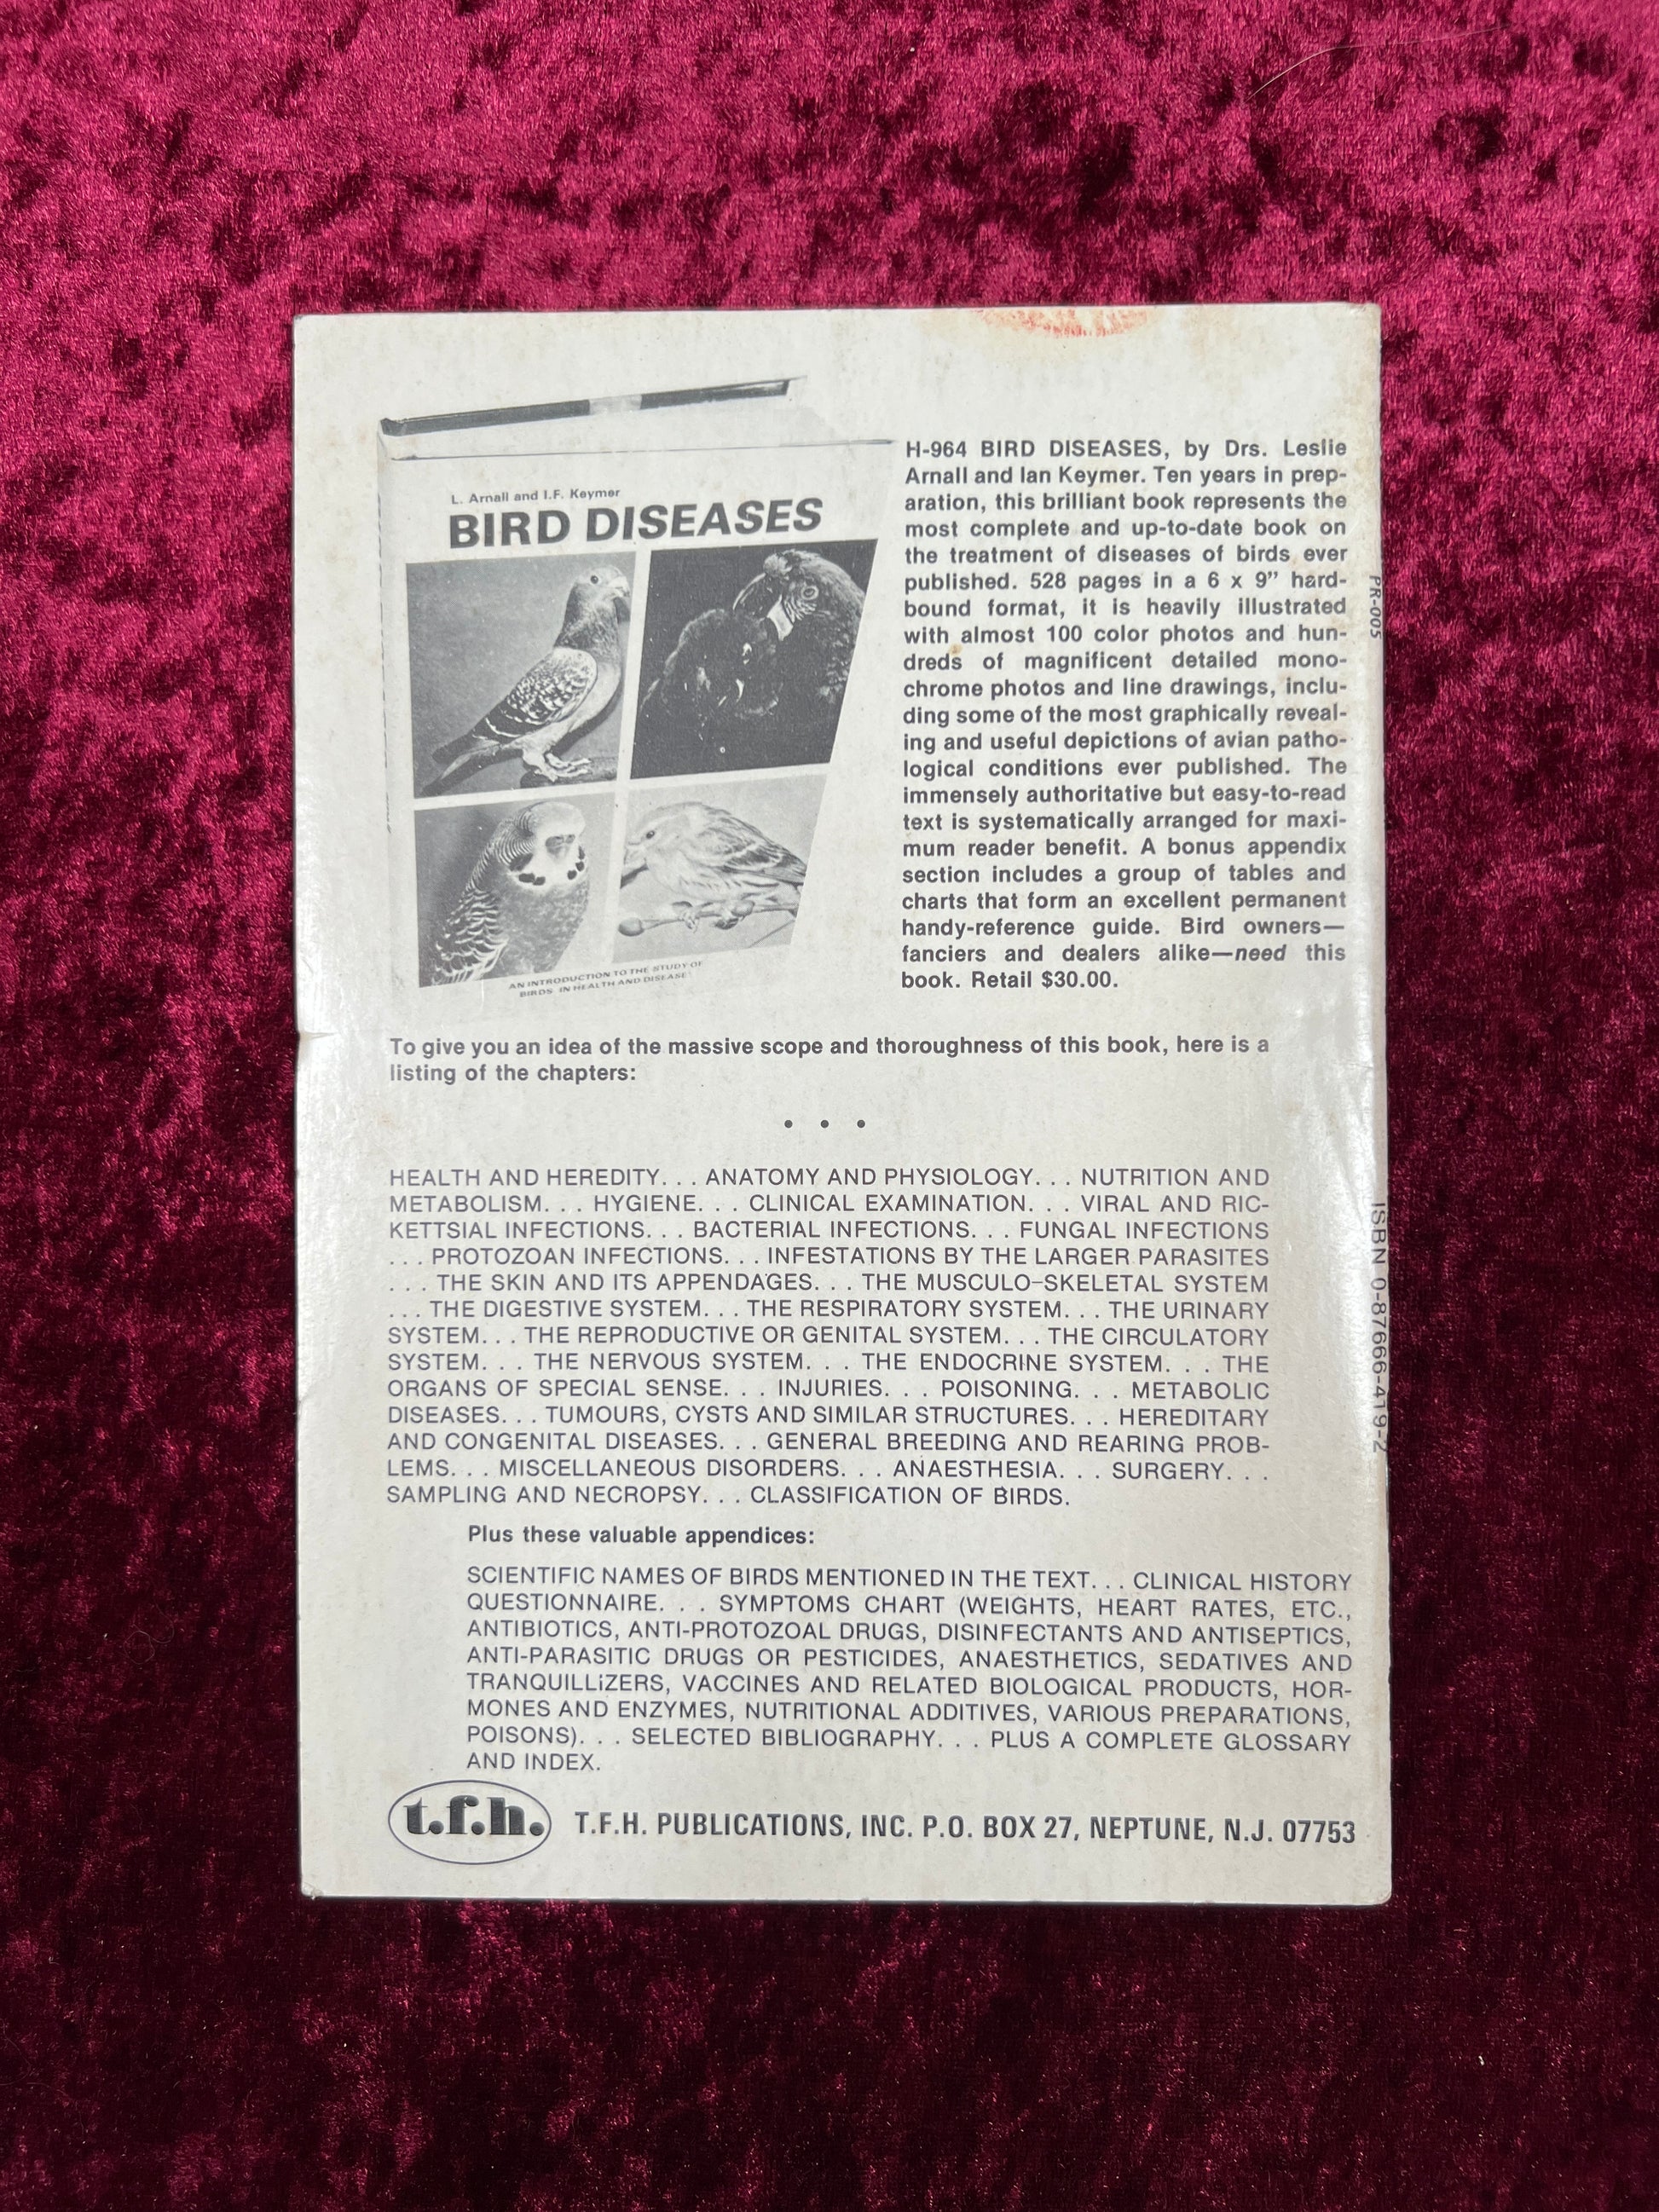 L. Arnall and I.F. Keymer
BIRD DISEASES
AN INTRODUCTION TO THE STUDY OF
BIRDS IN HEALTH AND DISEASE
H-964 BIRD DISEASES, by Drs. Leslie
Arnall and Ian Keymer. Ten years in prep-
aration, this brilliant book represents the
most complete and up-to-date book on
the treatment of diseases of birds ever
published. 528 pages in a 6 x 9” hard-
bound format, it is heavily illustrated
with almost 100 color photos and hun-
dreds of magnificent detailed mono-
chrome photos and line drawings, inclu-
ding some of the most graphically reveal-
ing and useful depictions of avian patho-
logical conditions ever published. The
immensely authoritative but easy-to-read
text is systematically arranged for maxi-
mum reader benefit. A bonus appendix
section includes a group of tables and
charts that form an excellent permanent
handy-reference guide. Bird owners—
fanciers and dealers alike—need this
book. Retail $30.00.
To give you an idea of the massive scope and thoroughness of this book, here is a
listing of the chapters:
• • •
HEALTH AND HEREDITY. . . ANATOMY AND PHYSIOLOGY. . . NUTRITION AND
METABOLISM. . . HYGIENE. . . CLINICAL EXAMINATION. . . VIRAL AND RIC-
KETTSIAL INFECTIONS. . . BACTERIAL INFECTIONS. . . FUNGAL INFECTIONS
. . . PROTOZOAN INFECTIONS. . . INFESTATIONS BY THE LARGER PARASITES
. . . THE SKIN AND ITS APPENDAGES. . . THE MUSCULO-SKELETAL SYSTEM
. . . THE DIGESTIVE SYSTEM. . . THE RESPIRATORY SYSTEM. . . THE URINARY
SYSTEM. . . THE REPRODUCTIVE OR GENITAL SYSTEM. . . THE CIRCULATORY
SYSTEM. . . THE NERVOUS SYSTEM. . . THE ENDOCRINE SYSTEM. . . THE
ORGANS OF SPECIAL SENSE. . . INJURIES. . . POISONING. . . METABOLIC
DISEASES. . . TUMOURS, CYSTS AND SIMILAR STRUCTURES. . . HEREDITARY
AND CONGENITAL DISEASES. . . GENERAL BREEDING AND REARING PROB-
LEMS. . . MISCELLANEOUS DISORDERS. . . ANAESTHESIA. . . SURGERY. . .
SAMPLING AND NECROPSY. . . CLASSIFICATION OF BIRDS.
Plus these valuable appendices:
SCIENTIFIC NAMES OF BIRDS MENTIONED IN THE TEXT. . . CLINICAL HISTORY
QUESTIONNAIRE. . . SYMPTOMS CHART (WEIGHTS, HEART RATES, ETC.,
ANTIBIOTICS, ANTI-PROTOZOAL DRUGS, DISINFECTANTS AND ANTISEPTICS,
ANTI-PARASITIC DRUGS OR PESTICIDES, ANAESTHETICS, SEDATIVES AND
TRANQUILLIZERS, VACCINES AND RELATED BIOLOGICAL PRODUCTS, HOR-
MONES AND ENZYMES, NUTRITIONAL ADDITIVES, VARIOUS PREPARATIONS,
POISONS). . . SELECTED BIBLIOGRAPHY. . . PLUS A COMPLETE GLOSSARY
AND INDEX.
t.f.h.
T.F.H. PUBLICATIONS, INC. P.O. BOX 27, NEPTUNE, N.J. 07753
PR-005
ISBN 0-87666-419-2